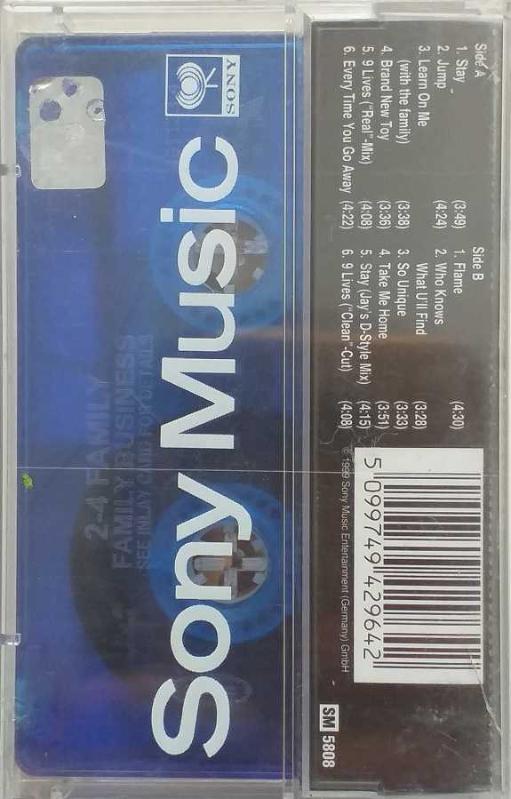 Side A
1. Stay (3:49)
2. Jump (4:24)
3. Learn On Me
(with the family) (3:38)
4. Brand New Toy (3:36)
5. 9 Lives ("Real"-Mix) (4:08)
6. Every Time You Go Away (4:22)
Side B
1. Flame (4:30)
2. Who Knows
What U'll Find (3:28)
3. So Unique (3:33)
4. Take Me Home (3:51)
5. Stay (Jay's D-Style Mix) (4:15)
6. 9 Lives ("Clean"-Cut) (4:08)
5 099749 429642
© 1999 Sony Music Entertainment (Germany) GmbH
SM 5808
SONY
Sony Music
2-4 FAMILY
FAMILY BUSINESS
SEE INLAY CARD FOR DETAILS